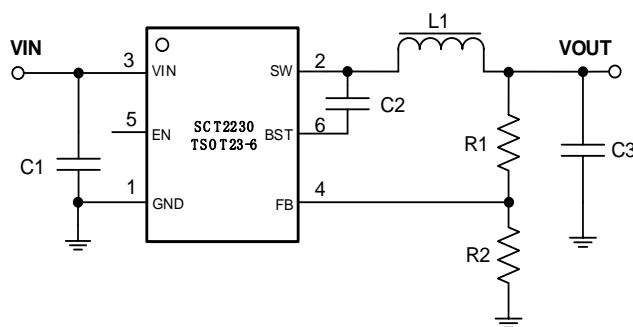 L1
VIN
VOUT
3
VIN
SW
2
C2
SCT2230
TSOT23-6
5
EN
BST
6
R1
C1
C3
1
GND
FB
4
R2